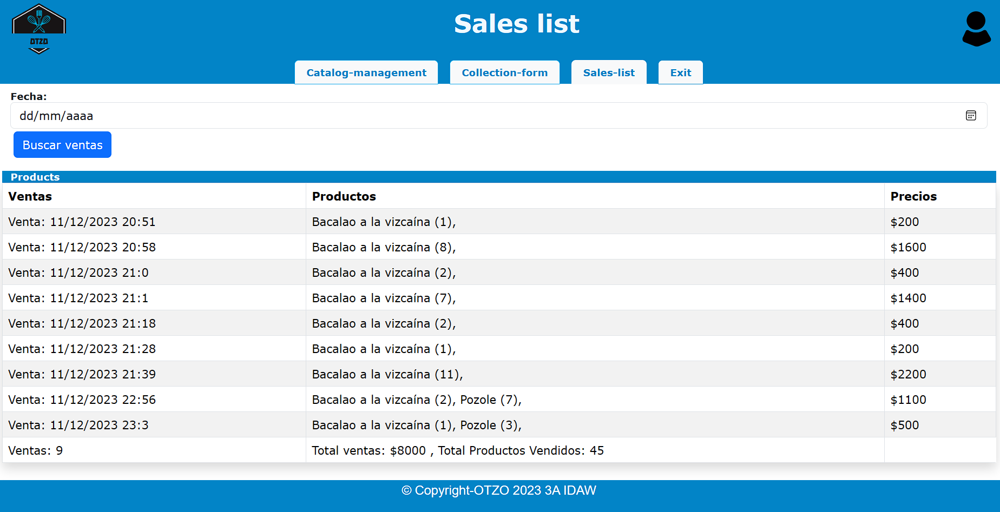 OTZO
Sales list
Catalog-management Collection-form Sales-list Exit
Fecha:
dd/mm/aaaa
Buscar ventas
Products
Ventas Productos Precios
Venta: 11/12/2023 20:51 Bacalao a la vizcaína (1), $200
Venta: 11/12/2023 20:58 Bacalao a la vizcaína (8), $1600
Venta: 11/12/2023 21:0 Bacalao a la vizcaína (2), $400
Venta: 11/12/2023 21:1 Bacalao a la vizcaína (7), $1400
Venta: 11/12/2023 21:18 Bacalao a la vizcaína (2), $400
Venta: 11/12/2023 21:28 Bacalao a la vizcaína (1), $200
Venta: 11/12/2023 21:39 Bacalao a la vizcaína (11), $2200
Venta: 11/12/2023 22:56 Bacalao a la vizcaína (2), Pozole (7), $1100
Venta: 11/12/2023 23:3 Bacalao a la vizcaína (1), Pozole (3), $500
Ventas: 9 Total ventas: $8000 , Total Productos Vendidos: 45
© Copyright-OTZO 2023 3A IDAW